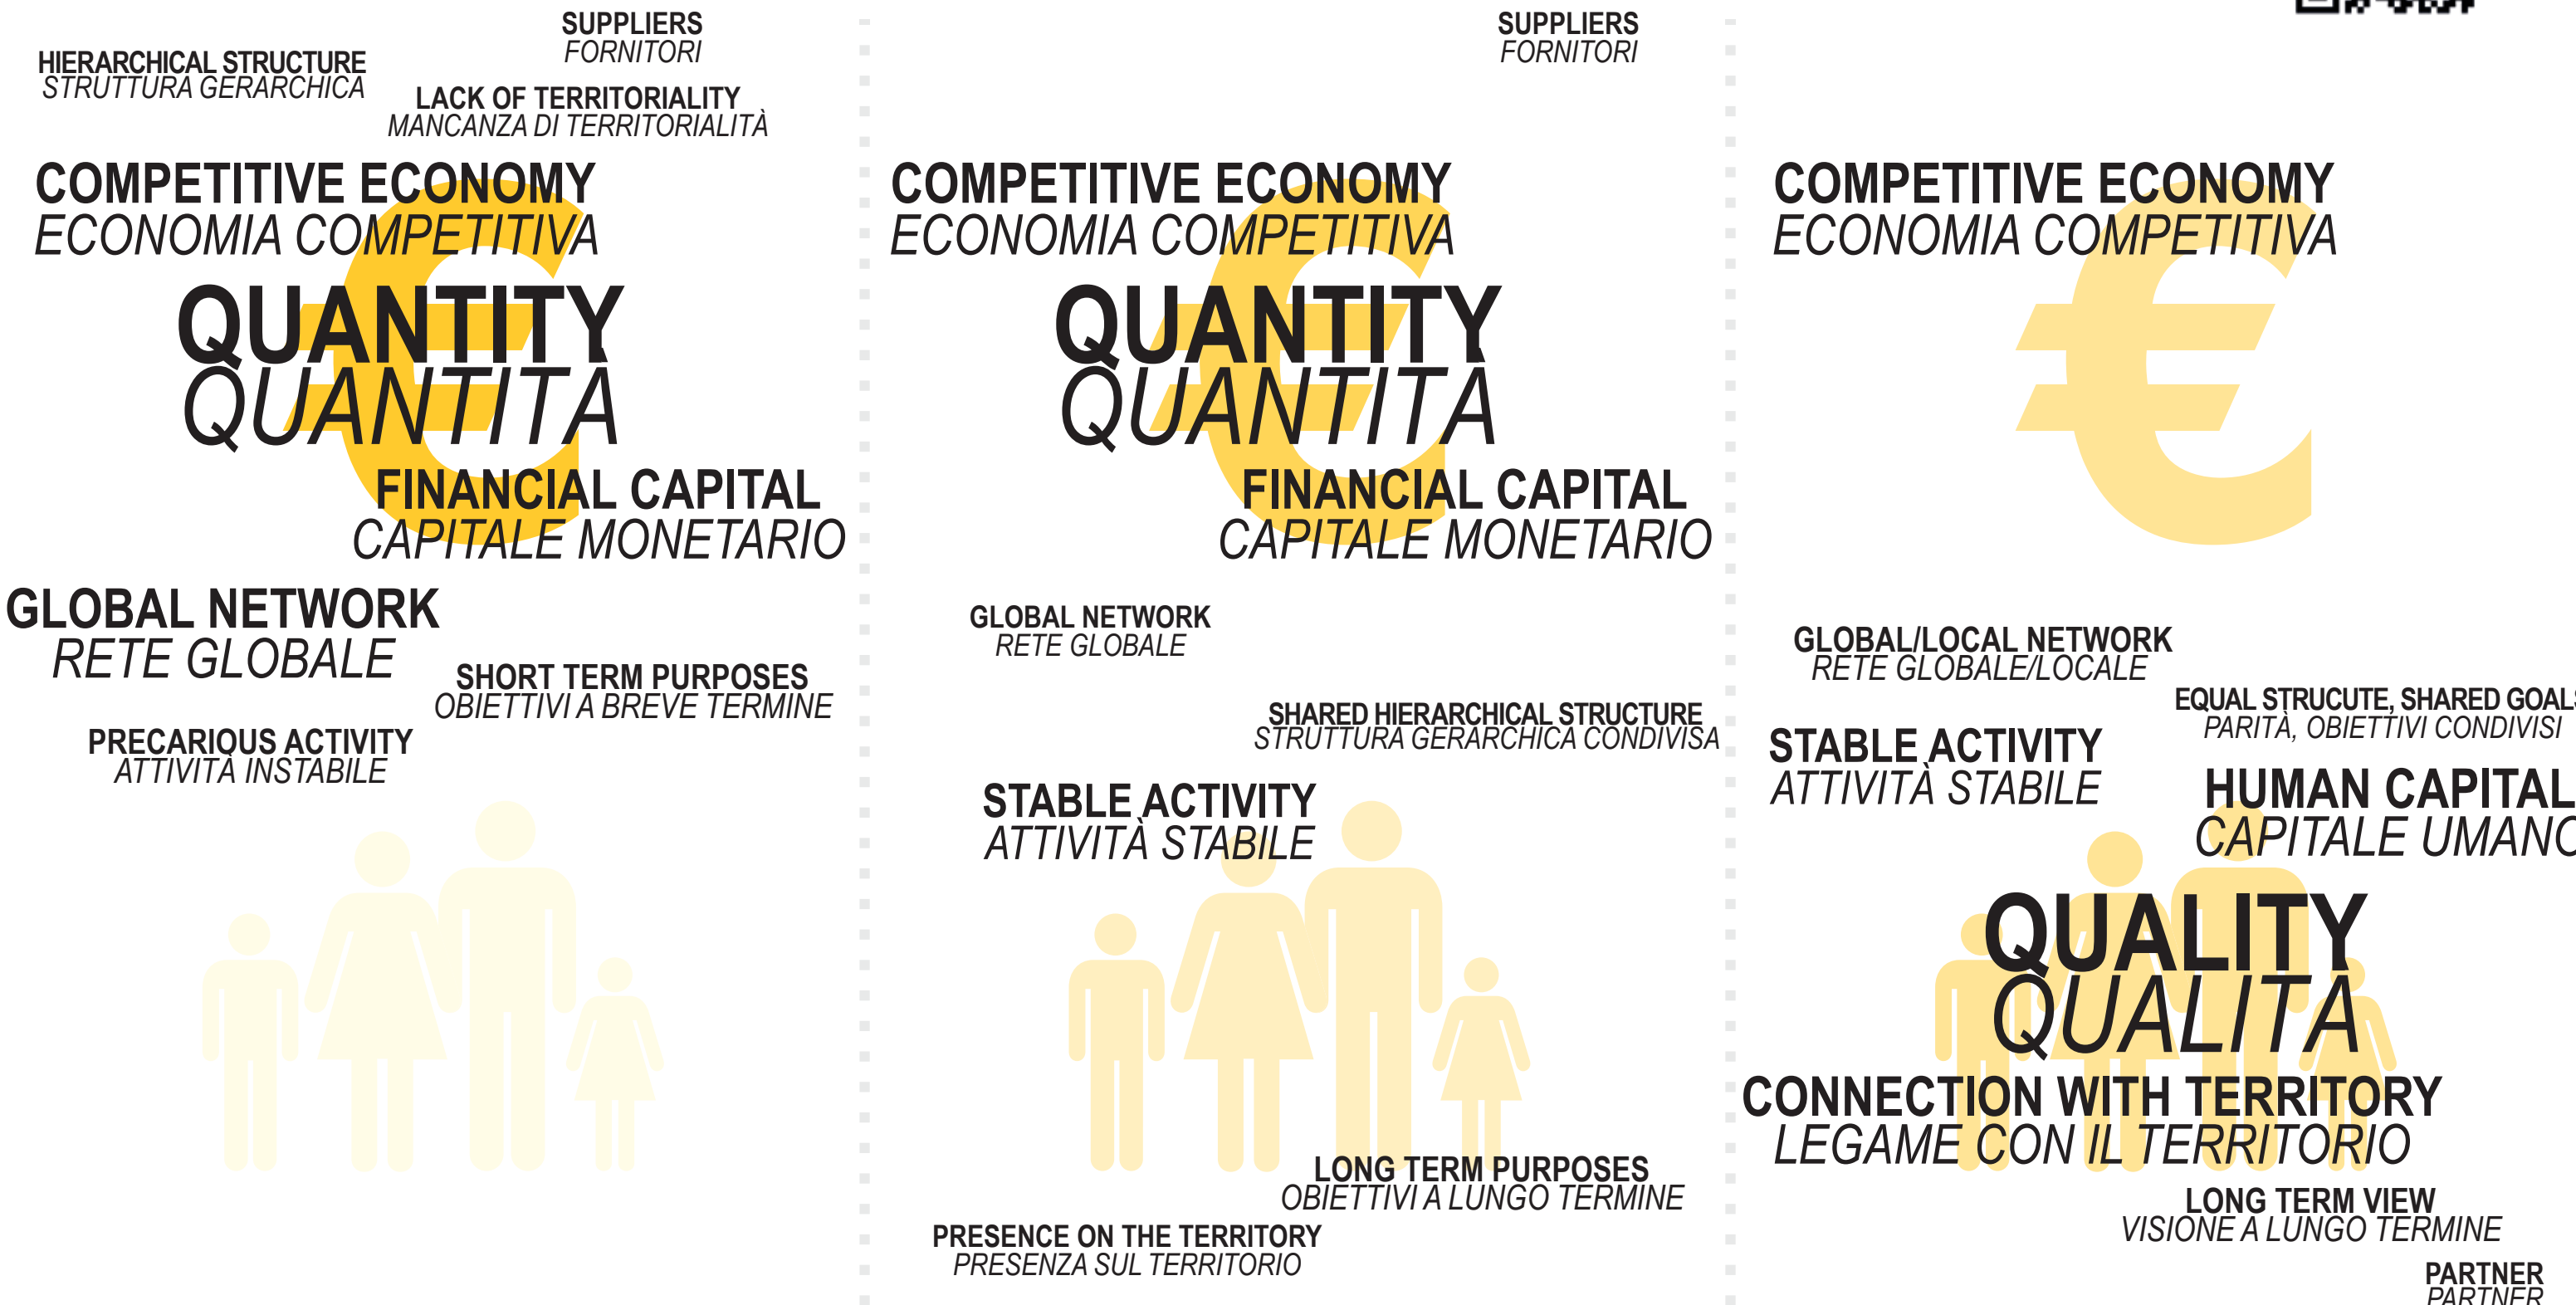 SUPPLIERS
FORNITORI
HIERARCHICAL STRUCTURE
STRUTTURA GERARCHICA
LACK OF TERRITORIALITY
MANCANZA DI TERRITORIALITÀ
COMPETITIVE ECONOMY
ECONOMIA COMPETITIVA
QUANTITY
QUANTITÀ
FINANCIAL CAPITAL
CAPITALE MONETARIO
GLOBAL NETWORK
RETE GLOBALE
SHORT TERM PURPOSES
OBIETTIVI A BREVE TERMINE
PRECARIOUS ACTIVITY
ATTIVITÀ INSTABILE
SUPPLIERS
FORNITORI
COMPETITIVE ECONOMY
ECONOMIA COMPETITIVA
QUANTITY
QUANTITÀ
FINANCIAL CAPITAL
CAPITALE MONETARIO
GLOBAL NETWORK
RETE GLOBALE
SHARED HIERARCHICAL STRUCTURE
STRUTTURA GERARCHICA CONDIVISA
STABLE ACTIVITY
ATTIVITÀ STABILE
LONG TERM PURPOSES
OBIETTIVI A LUNGO TERMINE
PRESENCE ON THE TERRITORY
PRESENZA SUL TERRITORIO
COMPETITIVE ECONOMY
ECONOMIA COMPETITIVA
€
GLOBAL/LOCAL NETWORK
RETE GLOBALE/LOCALE
EQUAL STRUCUTE, SHARED GOALS
PARITÀ, OBIETTIVI CONDIVISI
STABLE ACTIVITY
ATTIVITÀ STABILE
HUMAN CAPITAL
CAPITALE UMANO
QUALITY
QUALITÀ
CONNECTION WITH TERRITORY
LEGAME CON IL TERRITORIO
LONG TERM VIEW
VISIONE A LUNGO TERMINE
PARTNER
PARTNER